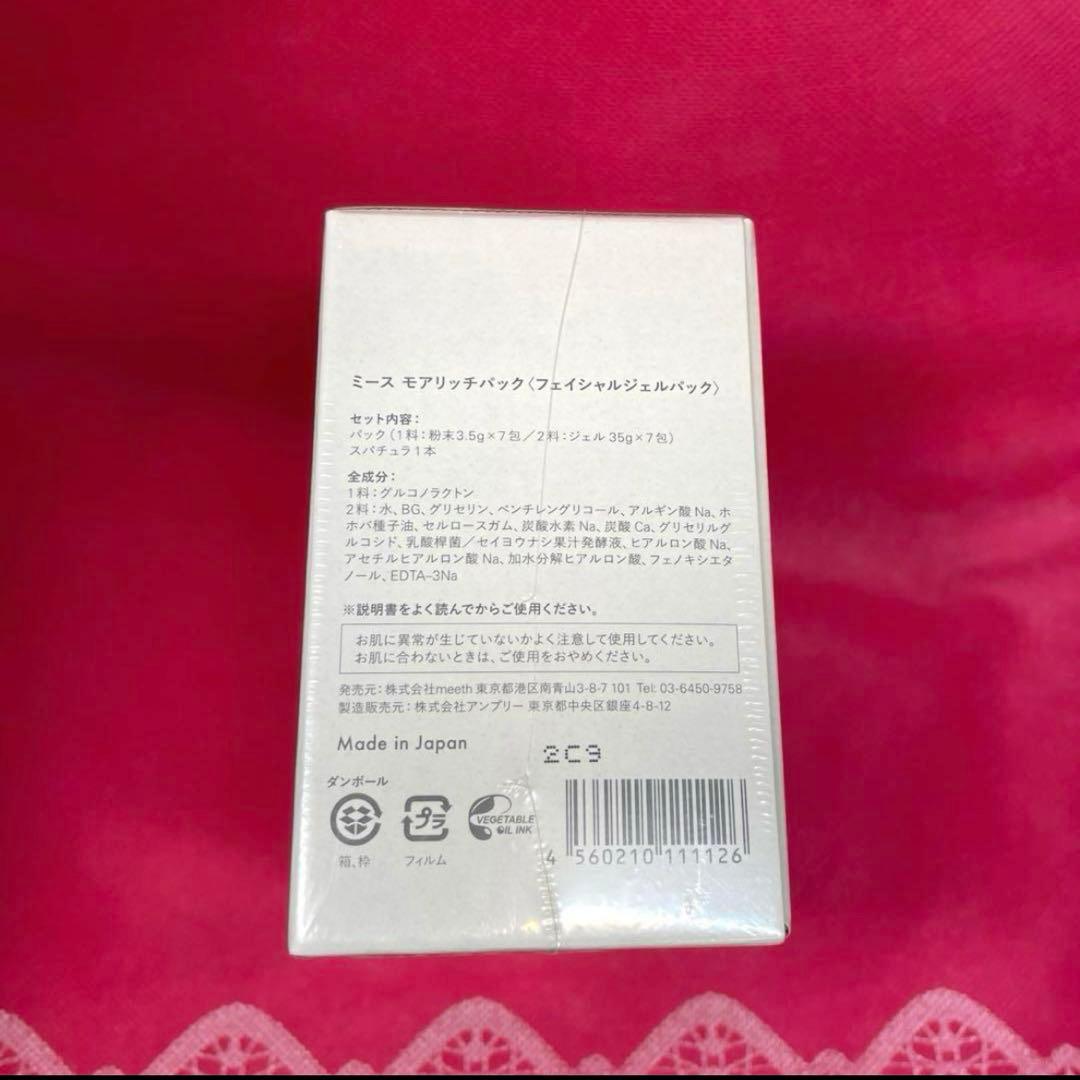 ミース モアリッチパック〈フェイシャルジェルパック〉
セット内容：
パック（1料：粉末3.5g×7包／2料：ジェル 35g×7包）
スパチュラ1本
全成分：
1料：グルコノラクトン
2料：水、BG、グリセリン、ペンチレングリコール、アルギン酸Na、ホ
ホバ種子油、セルロースガム、炭酸水素Na、炭酸Ca、グリセリルグ
ルコシド、乳酸桿菌／セイヨウナシ果汁発酵液、ヒアルロン酸Na、
アセチルヒアルロン酸Na、加水分解ヒアルロン酸、フェノキシエタ
ノール、EDTA–3Na
※説明書をよく読んでからご使用ください。
お肌に異常が生じていないかよく注意して使用してください。
お肌に合わないときは、ご使用をおやめください。
発売元：株式会社meeth 東京都港区南青山3-8-7 101 Tel: 03-6450-9758
製造販売元：株式会社アンプリー 東京都中央区銀座4-8-12
Made in Japan
2C9
ダンボール
プラ
VEGETABLE
OIL INK
箱、枠
フィルム
4 560210 111126